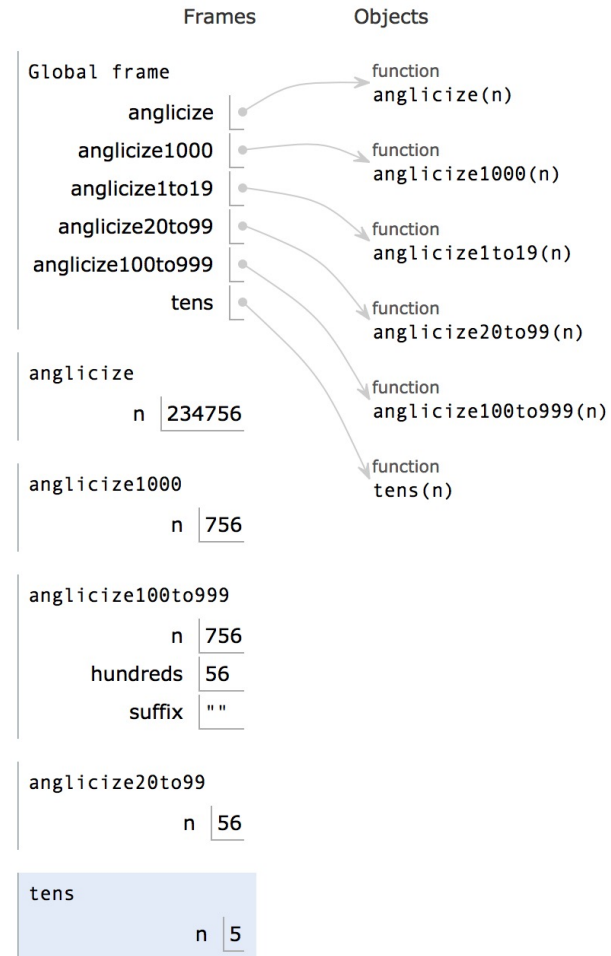 Frames Objects
Global frame
anglicize
anglicize1000
anglicize1to19
anglicize20to99
anglicize100to999
tens
function
anglicize(n)
function
anglicize1000(n)
function
anglicize1to19(n)
function
anglicize20to99(n)
function
anglicize100to999(n)
function
tens(n)
anglicize
n 234756
anglicize1000
n 756
anglicize100to999
n 756
hundreds 56
suffix ""
anglicize20to99
n 56
tens
n 5